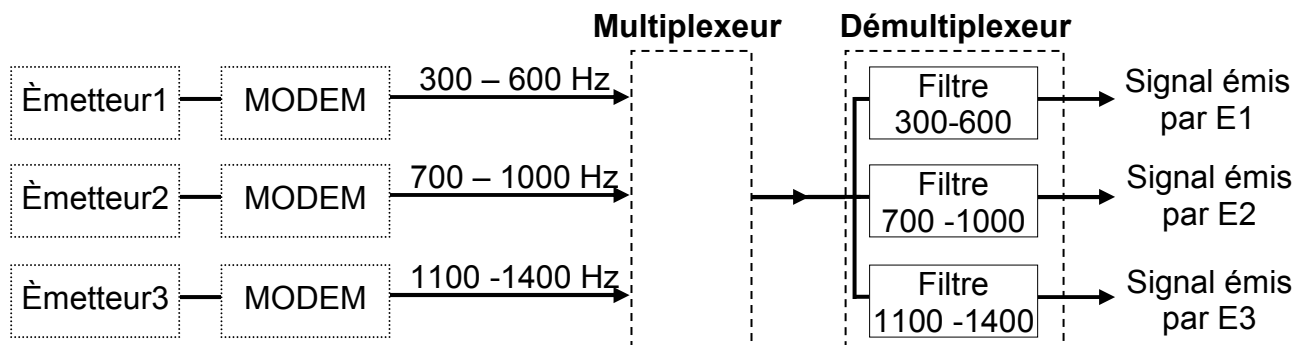 Multiplexeur
Démultiplexeur
Èmetteur1
MODEM
300 – 600 Hz
Filtre
300-600
Signal émis
par E1
Èmetteur2
MODEM
700 – 1000 Hz
Filtre
700 -1000
Signal émis
par E2
Èmetteur3
MODEM
1100 -1400 Hz
Filtre
1100 -1400
Signal émis
par E3